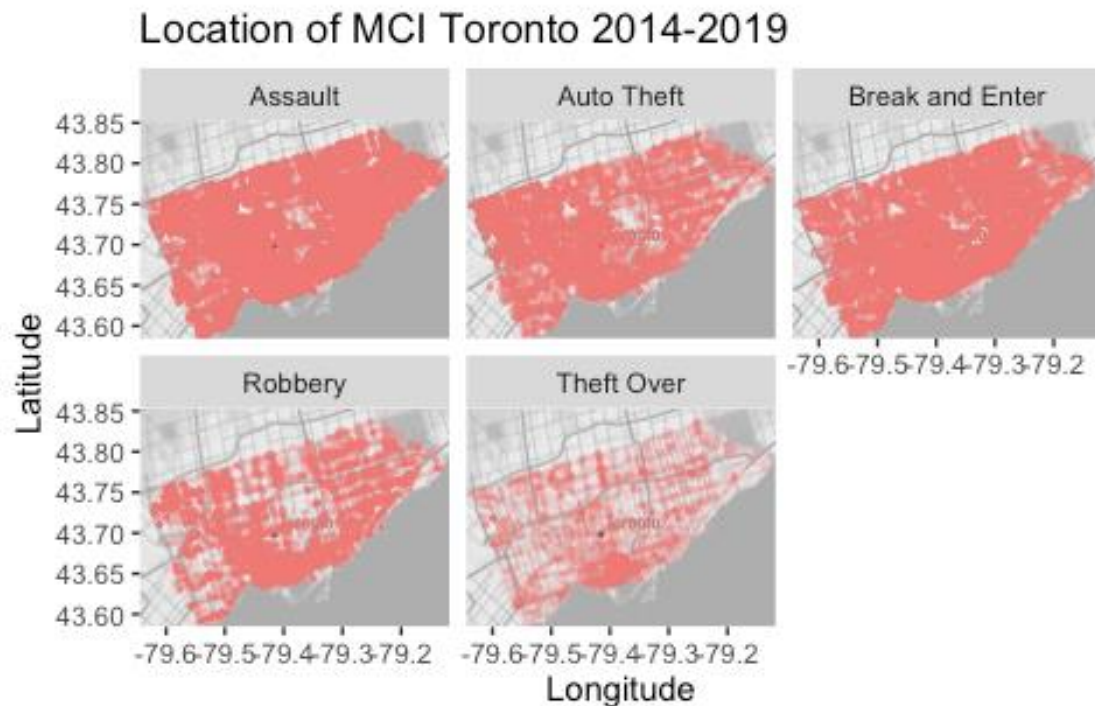 Location of MCI Toronto 2014-2019
Assault
Auto Theft
Break and Enter
43.85
43.80
43.75
43.70
43.65
43.60
-79.6 -79.5 -79.4 -79.3 -79.2
Robbery
Theft Over
Latitude
43.85
43.80
43.75
43.70
43.65
43.60
-79.6 -79.5 -79.4 -79.3 -79.2
-79.6 -79.5 -79.4 -79.3 -79.2
Longitude